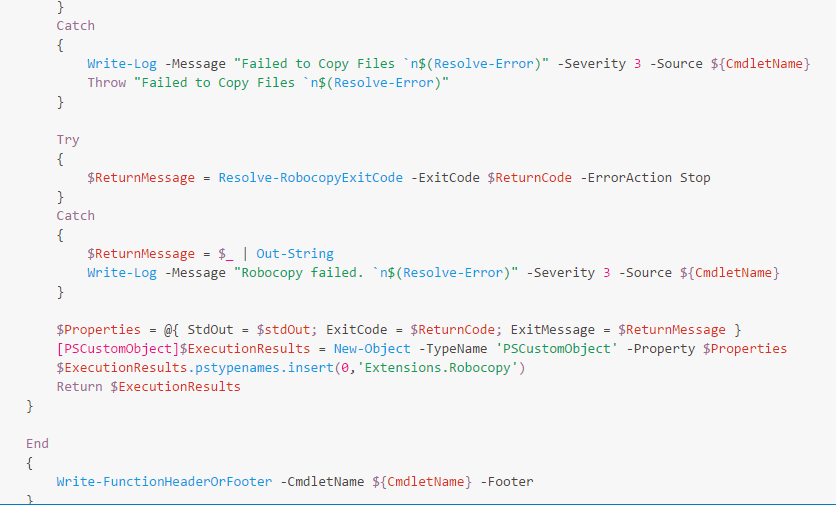 }
Catch
{
Write-Log -Message "Failed to Copy Files `n$(Resolve-Error)" -Severity 3 -Source ${CmdletName}
Throw "Failed to Copy Files `n$(Resolve-Error)"
}
Try
{
$ReturnMessage = Resolve-RobocopyExitCode -ExitCode $ReturnCode -ErrorAction Stop
}
Catch
{
$ReturnMessage = $_ | Out-String
Write-Log -Message "Robocopy failed. `n$(Resolve-Error)" -Severity 3 -Source ${CmdletName}
}
$Properties = @{ StdOut = $stdOut; ExitCode = $ReturnCode; ExitMessage = $ReturnMessage }
[PSCustomObject]$ExecutionResults = New-Object -TypeName 'PSCustomObject' -Property $Properties
$ExecutionResults.pstypenames.insert(0,'Extensions.Robocopy')
Return $ExecutionResults
}
End
{
Write-FunctionHeaderOrFooter -CmdletName ${CmdletName} -Footer
}